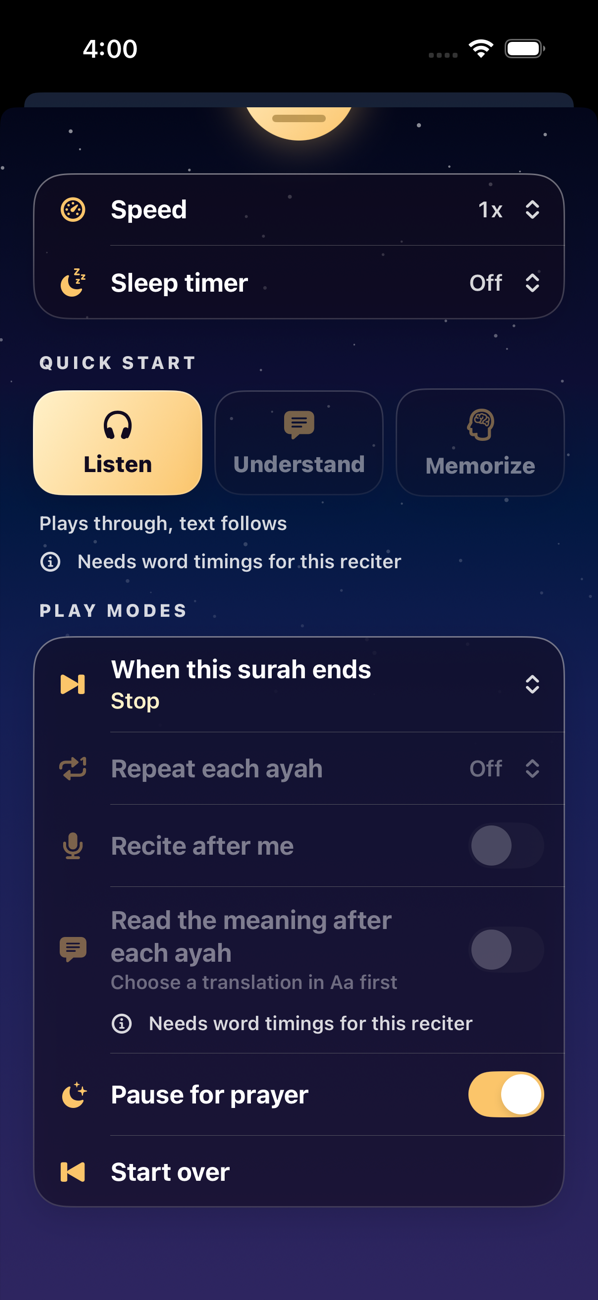 4:00
Speed
1x
Sleep timer
Off
QUICK START
Listen
Understand
Memorize
Plays through, text follows
Needs word timings for this reciter
PLAY MODES
When this surah ends
Stop
Repeat each ayah
Off
Recite after me
Read the meaning after
each ayah
Choose a translation in Aa first
Needs word timings for this reciter
Pause for prayer
Start over